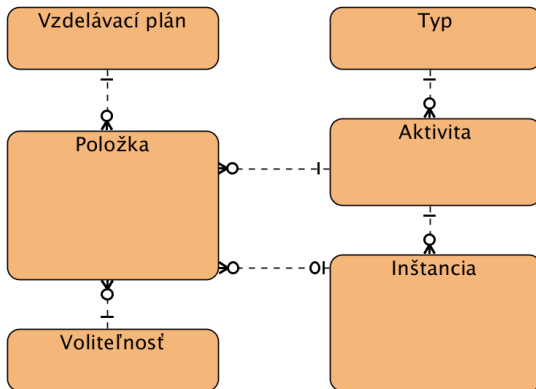 Vzdelávací plán
Typ
Položka
Aktivita
Inštancia
Voliteľnosť